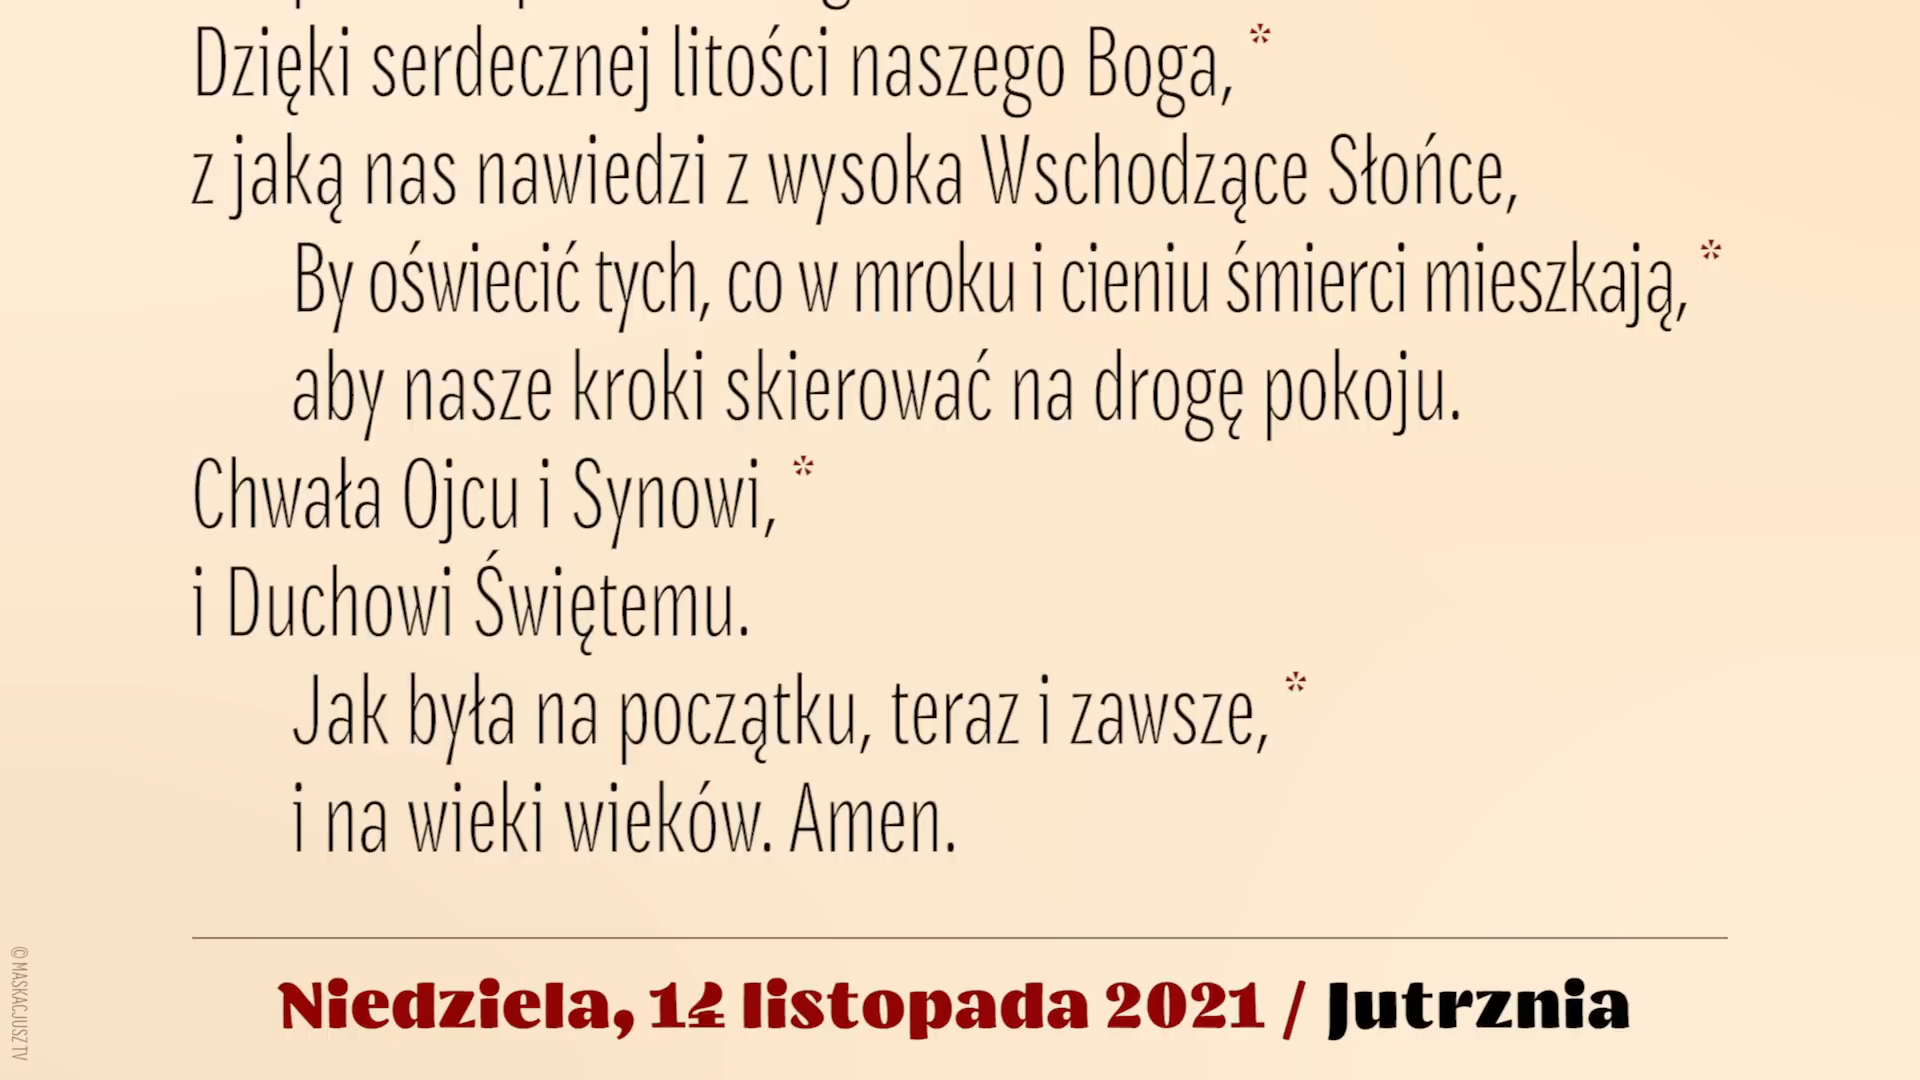 Dzięki serdecznej litości naszego Boga, *
z jaką nas nawiedzi z wysoka Wschodzące Słońce,
By oświecić tych, co w mroku i cieniu śmierci mieszkają, *
aby nasze kroki skierować na drogę pokoju.
Chwała Ojcu i Synowi, *
i Duchowi Świętemu.
Jak była na początku, teraz i zawsze, *
i na wieki wieków. Amen.
Niedziela, 14 listopada 2021 / Jutrznia
© MASKACJUSZ TV